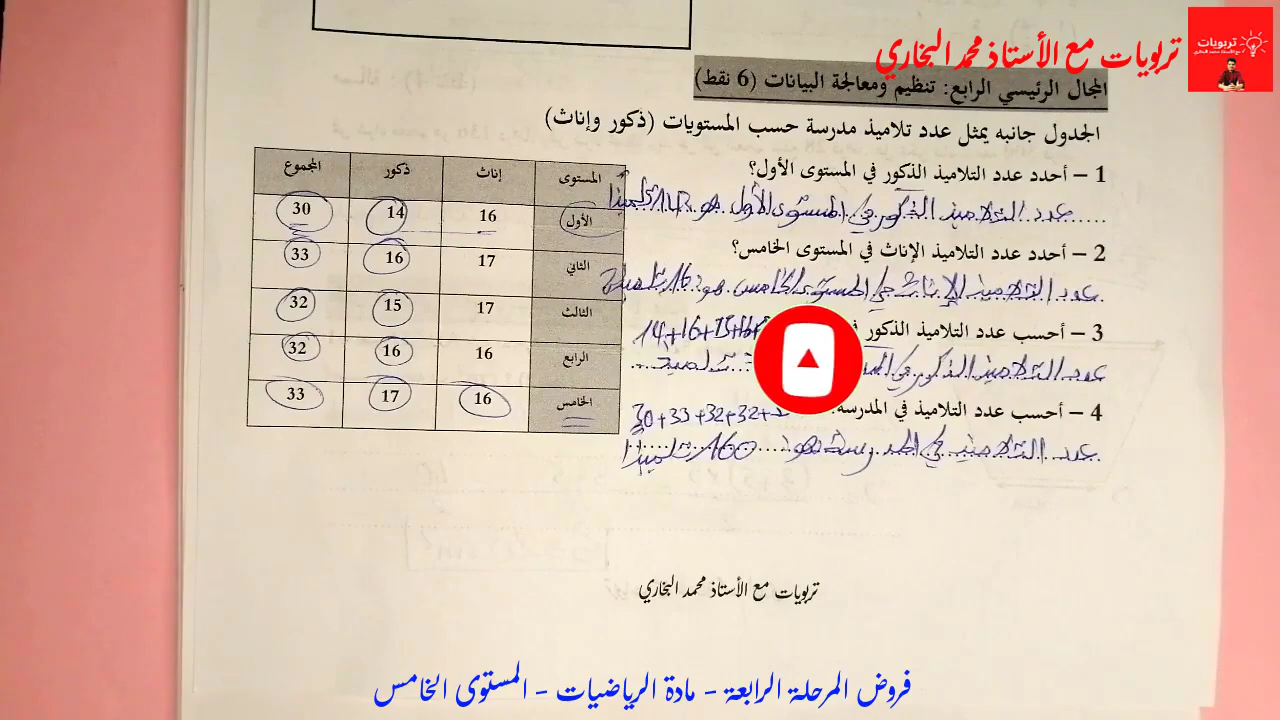 تربويات مع الأستاذ محمد البخاري
تربويات
المجال الرئيسي الرابع: تنظيم ومعالجة البيانات (6 نقط)
الجدول جانبه يمثل عدد تلاميذ مدرسة حسب المستويات (ذكور وإناث)
المستوى إناث ذكور المجموع
الأول 16 14 30
الثاني 17 16 33
الثالث 17 15 32
الرابع 16 16 32
الخامس 16 17 33
1 – أحدد عدد التلاميذ الذكور في المستوى الأول؟
عدد التلاميذ الذكور في المستوى الأول هو 14 تلميذا
2 – أحدد عدد التلاميذ الإناث في المستوى الخامس؟
عدد التلاميذ الإناث في المستوى الخامس هو: 16 تلميذة
3 – أحسب عدد التلاميذ الذكور
14+16+15+16+
عدد التلاميذ الذكور في
4 – أحسب عدد التلاميذ في المدرسة.
30+33+32+32+
عدد التلاميذ في المدرسة هو: 160 تلميذا
تربويات مع الأستاذ محمد البخاري
فروض المرحلة الرابعة - مادة الرياضيات - المستوى الخامس